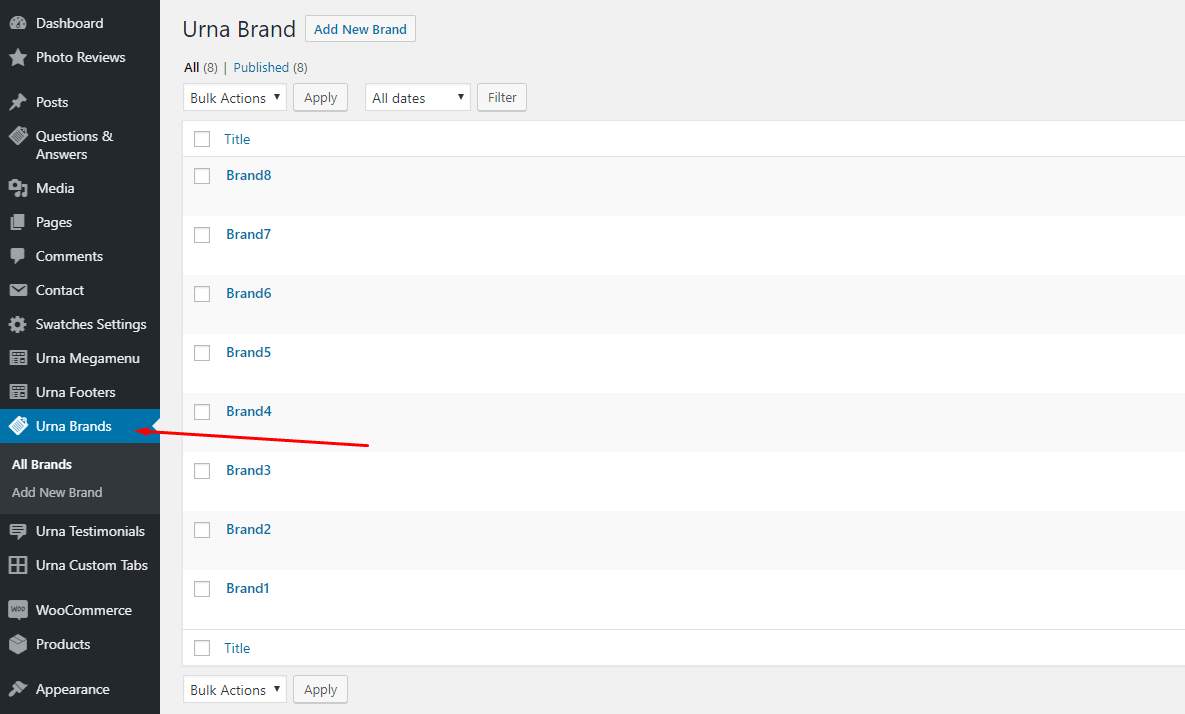 Dashboard
Photo Reviews
Posts
Questions &
Answers
Media
Pages
Comments
Contact
Swatches Settings
Urna Megamenu
Urna Footers
Urna Brands
All Brands
Add New Brand
Urna Testimonials
Urna Custom Tabs
WOO WooCommerce
Products
Appearance
Urna Brand Add New Brand
All (8) | Published (8)
Bulk Actions Apply All dates Filter
Title
Brand8
Brand7
Brand6
Brand5
Brand4
Brand3
Brand2
Brand1
Title
Bulk Actions Apply